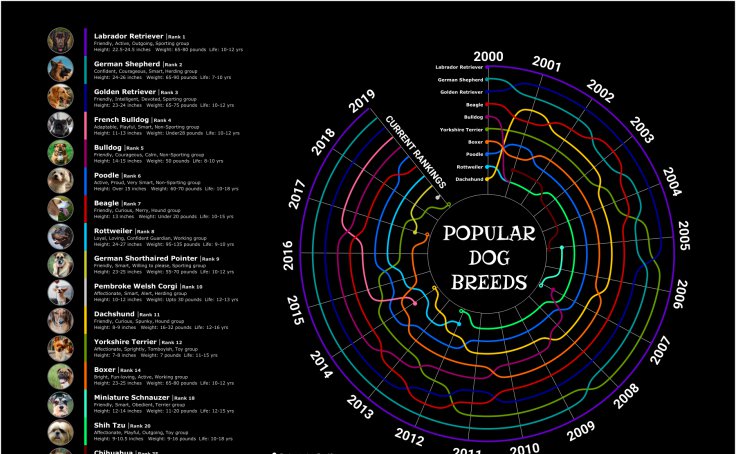 Labrador Retriever | Rank 1
Friendly, Active, Outgoing, Sporting group
Height: 22.5-24.5 inches Weight: 65-80 pounds Life: 10-12 yrs
German Shepherd | Rank 2
Confident, Courageous, Smart, Herding group
Height: 24-26 inches Weight: 65-90 pounds Life: 7-10 yrs
Golden Retriever | Rank 3
Friendly, Intelligent, Devoted, Sporting group
Height: 23-24 inches Weight: 65-75 pounds Life: 10-12 yrs
French Bulldog | Rank 4
Adaptable, Playful, Smart, Non-Sporting group
Height: 11-13 inches Weight: Under28 pounds Life: 10-12 yrs
Bulldog | Rank 5
Friendly, Courageous, Calm, Non-Sporting group
Height: 14-15 inches Weight: 50 pounds Life: 8-10 yrs
Poodle | Rank 6
Active, Proud, Very Smart, Non-Sporting group
Height: Over 15 inches Weight: 60-70 pounds Life: 10-18 yrs
Beagle | Rank 7
Friendly, Curious, Merry, Hound group
Height: 13 inches Weight: Under 20 pounds Life: 10-15 yrs
Rottweiler | Rank 8
Loyal, Loving, Confident Guardian, Working group
Height: 24-27 inches Weight: 95-135 pounds Life: 9-10 yrs
German Shorthaired Pointer | Rank 9
Friendly, Smart, Willing to please, Sporting group
Height: 23-25 inches Weight: 55-70 pounds Life: 10-12 yrs
Pembroke Welsh Corgi | Rank 10
Affectionate, Smart, Alert, Herding group
Height: 10-12 inches Weight: Upto 30 pounds Life: 12-13 yrs
Dachshund | Rank 11
Friendly, Curious, Spunky, Hound group
Height: 8-9 inches Weight: 16-32 pounds Life: 12-16 yrs
Yorkshire Terrier | Rank 12
Affectionate, Sprightly, Tomboyish, Toy group
Height: 7-8 inches Weight: 7 pounds Life: 11-15 yrs
Boxer | Rank 14
Bright, Fun-loving, Active, Working group
Height: 23-25 inches Weight: 65-80 pounds Life: 10-12 yrs
Miniature Schnauzer | Rank 18
Friendly, Smart, Obedient, Terrier group
Height: 12-14 inches Weight: 11-20 pounds Life: 12-15 yrs
Shih Tzu | Rank 20
Affectionate, Playful, Outgoing, Toy group
Height: 9-10.5 inches Weight: 9-16 pounds Life: 10-18 yrs
Chihuahua
2000
2001
2002
2003
2004
2005
2006
2007
2008
2009
2010
2011
2012
2013
2014
2015
2016
2017
2018
2019
CURRENT RANKINGS
Labrador Retriever
German Shepherd
Golden Retriever
Beagle
Bulldog
Yorkshire Terrier
Boxer
Poodle
Rottweiler
Dachshund
POPULAR
DOG
BREEDS